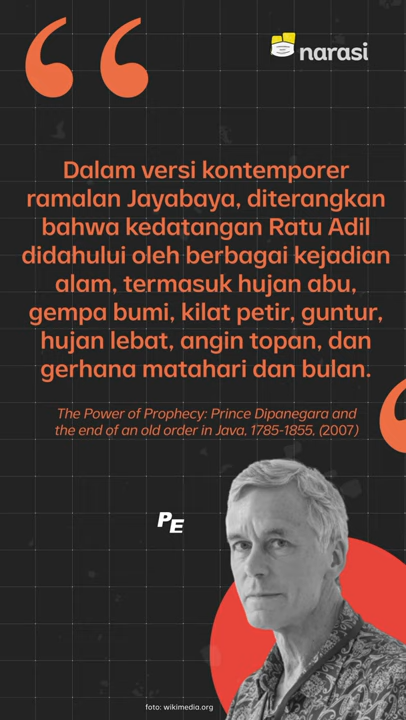 narasi
Dalam versi kontemporer
ramalan Jayabaya, diterangkan
bahwa kedatangan Ratu Adil
didahului oleh berbagai kejadian
alam, termasuk hujan abu,
gempa bumi, kilat petir, guntur,
hujan lebat, angin topan, dan
gerhana matahari dan bulan.
The Power of Prophecy: Prince Dipanegara and
the end of an old order in Java, 1785-1855, (2007)
PE
foto: wikimedia.org